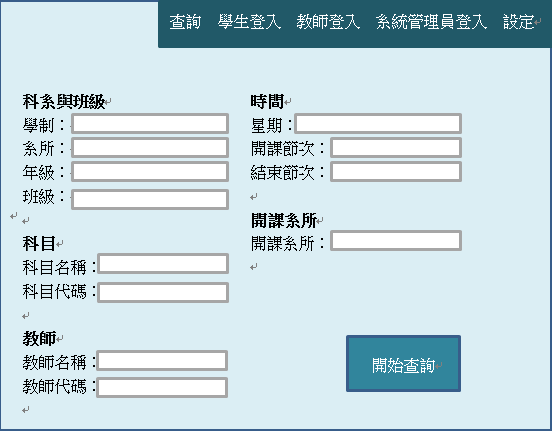 查詢 學生登入 教師登入 系統管理員登入 設定
科系與班級
學制：
系所：
年級：
班級：
科目
科目名稱：
科目代碼：
教師
教師名稱：
教師代碼：
時間
星期：
開課節次：
結束節次：
開課系所
開課系所：
開始查詢